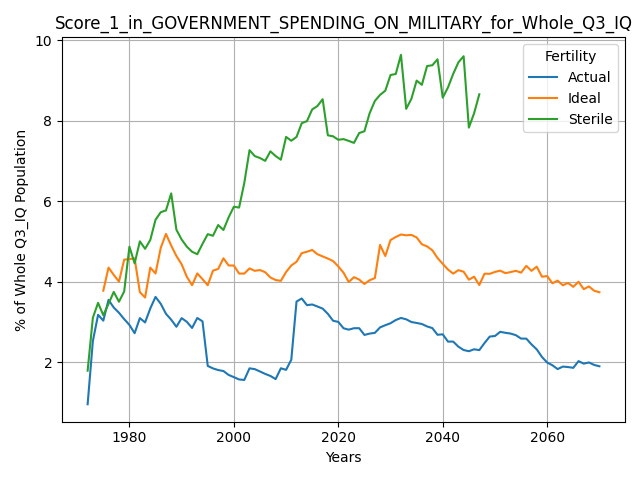 Score_1_in_GOVERNMENT_SPENDING_ON_MILITARY_for_Whole_Q3_IQ
10
8
6
4
2
% of Whole Q3_IQ Population
Fertility
Actual
Ideal
Sterile
1980
2000
2020
2040
2060
Years